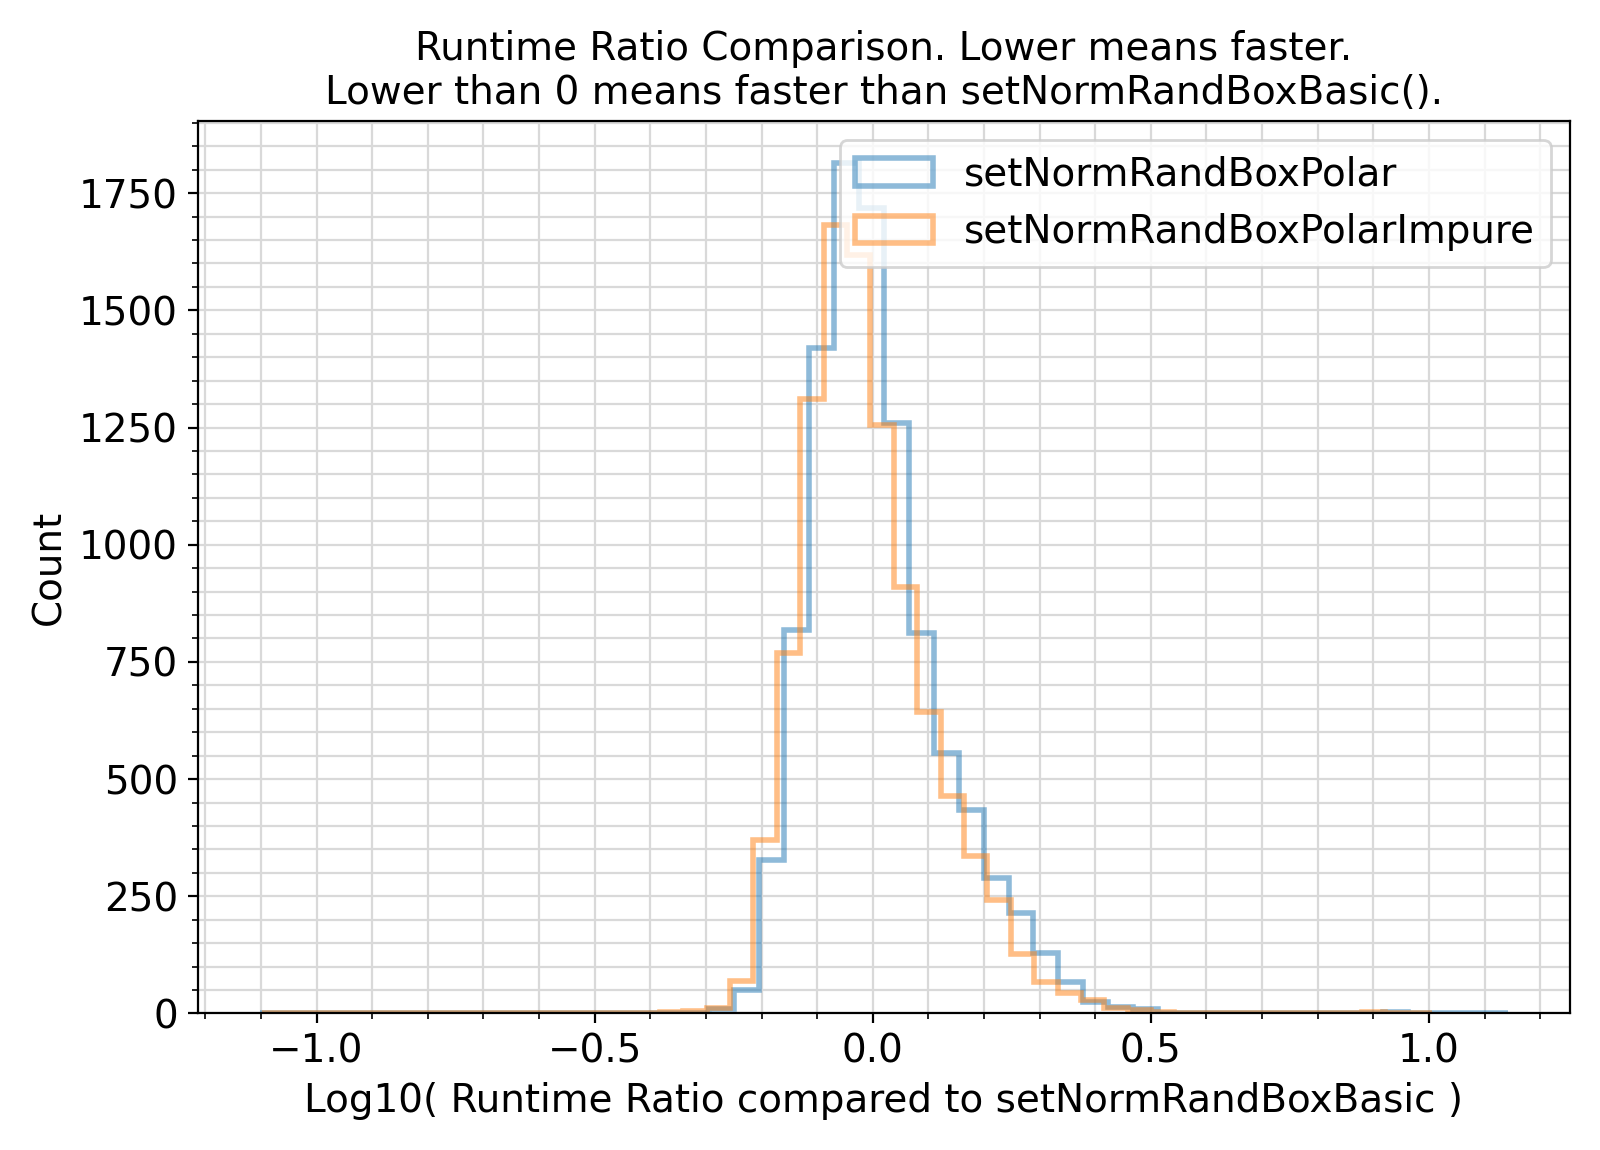 Runtime Ratio Comparison. Lower means faster.
Lower than 0 means faster than setNormRandBoxBasic().
setNormRandBoxPolar
setNormRandBoxPolarImpure
1750
1500
1250
1000
750
500
250
0
Count
−1.0 −0.5 0.0 0.5 1.0
Log10( Runtime Ratio compared to setNormRandBoxBasic )